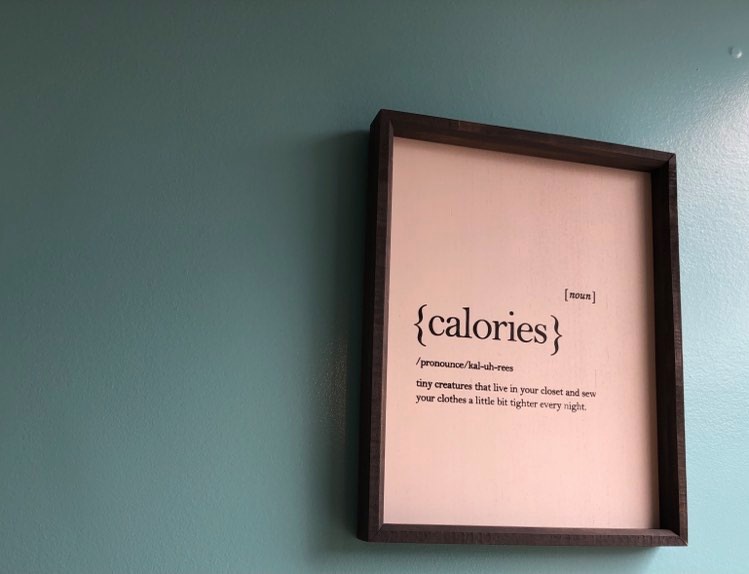 [noun]
{calories}
/pronounce/kal-uh-rees
tiny creatures that live in your closet and sew
your clothes a little bit tighter every night.